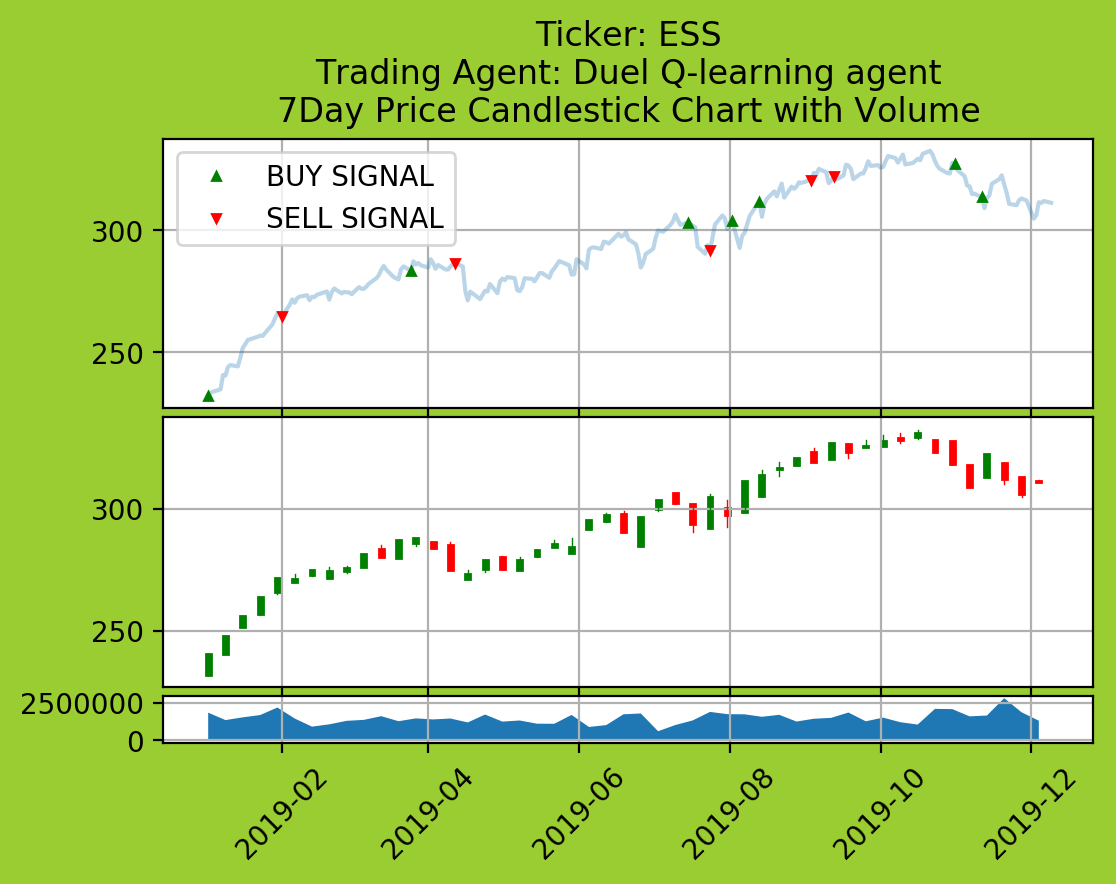 Ticker: ESS
Trading Agent: Duel Q-learning agent
7Day Price Candlestick Chart with Volume
BUY SIGNAL
SELL SIGNAL
300
250
300
250
2500000
0
2019-02
2019-04
2019-06
2019-08
2019-10
2019-12